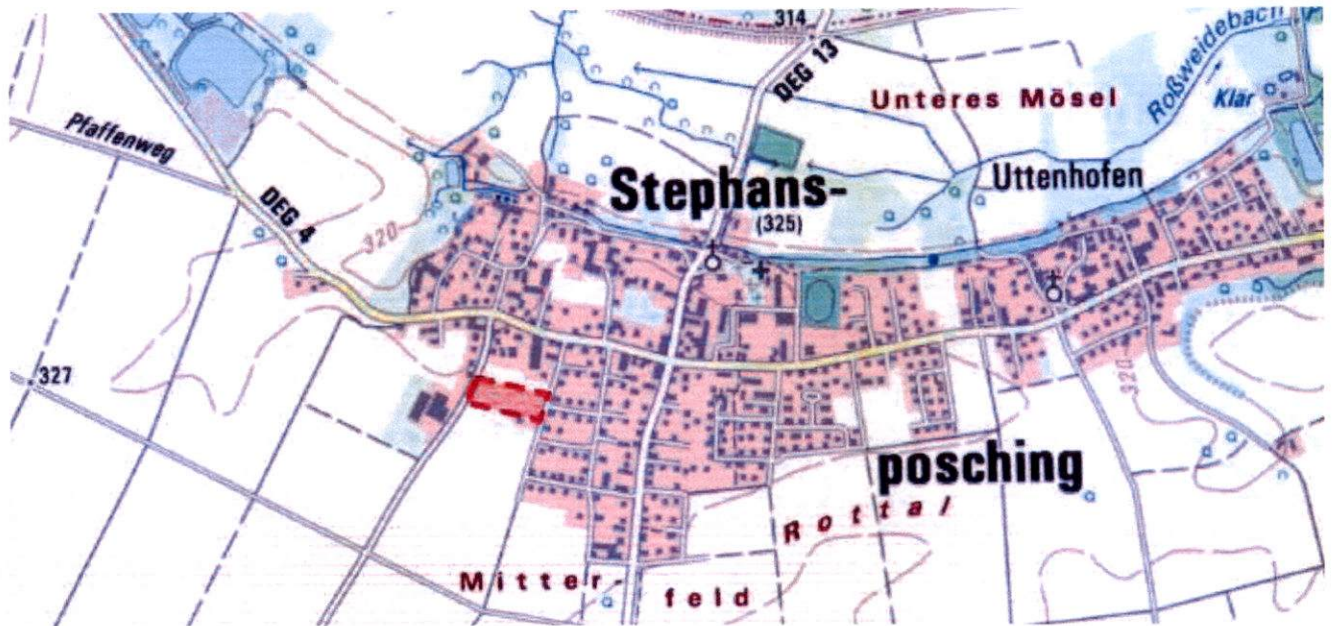 314
DEG 13
Roßweidebach
Unteres Mösel
Klär
Pfaffenweg
Stephans-
(325)
Uttenhofen
DEG 4
320
327
320
posching
Rottal
Mitter-
feld